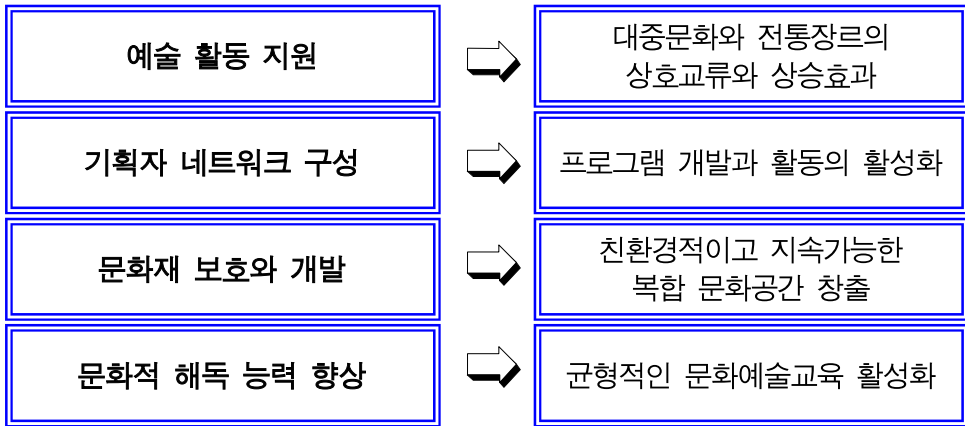 예술 활동 지원
대중문화와 전통장르의
상호교류와 상승효과
기획자 네트워크 구성
프로그램 개발과 활동의 활성화
문화재 보호와 개발
친환경적이고 지속가능한
복합 문화공간 창출
문화적 해독 능력 향상
균형적인 문화예술교육 활성화